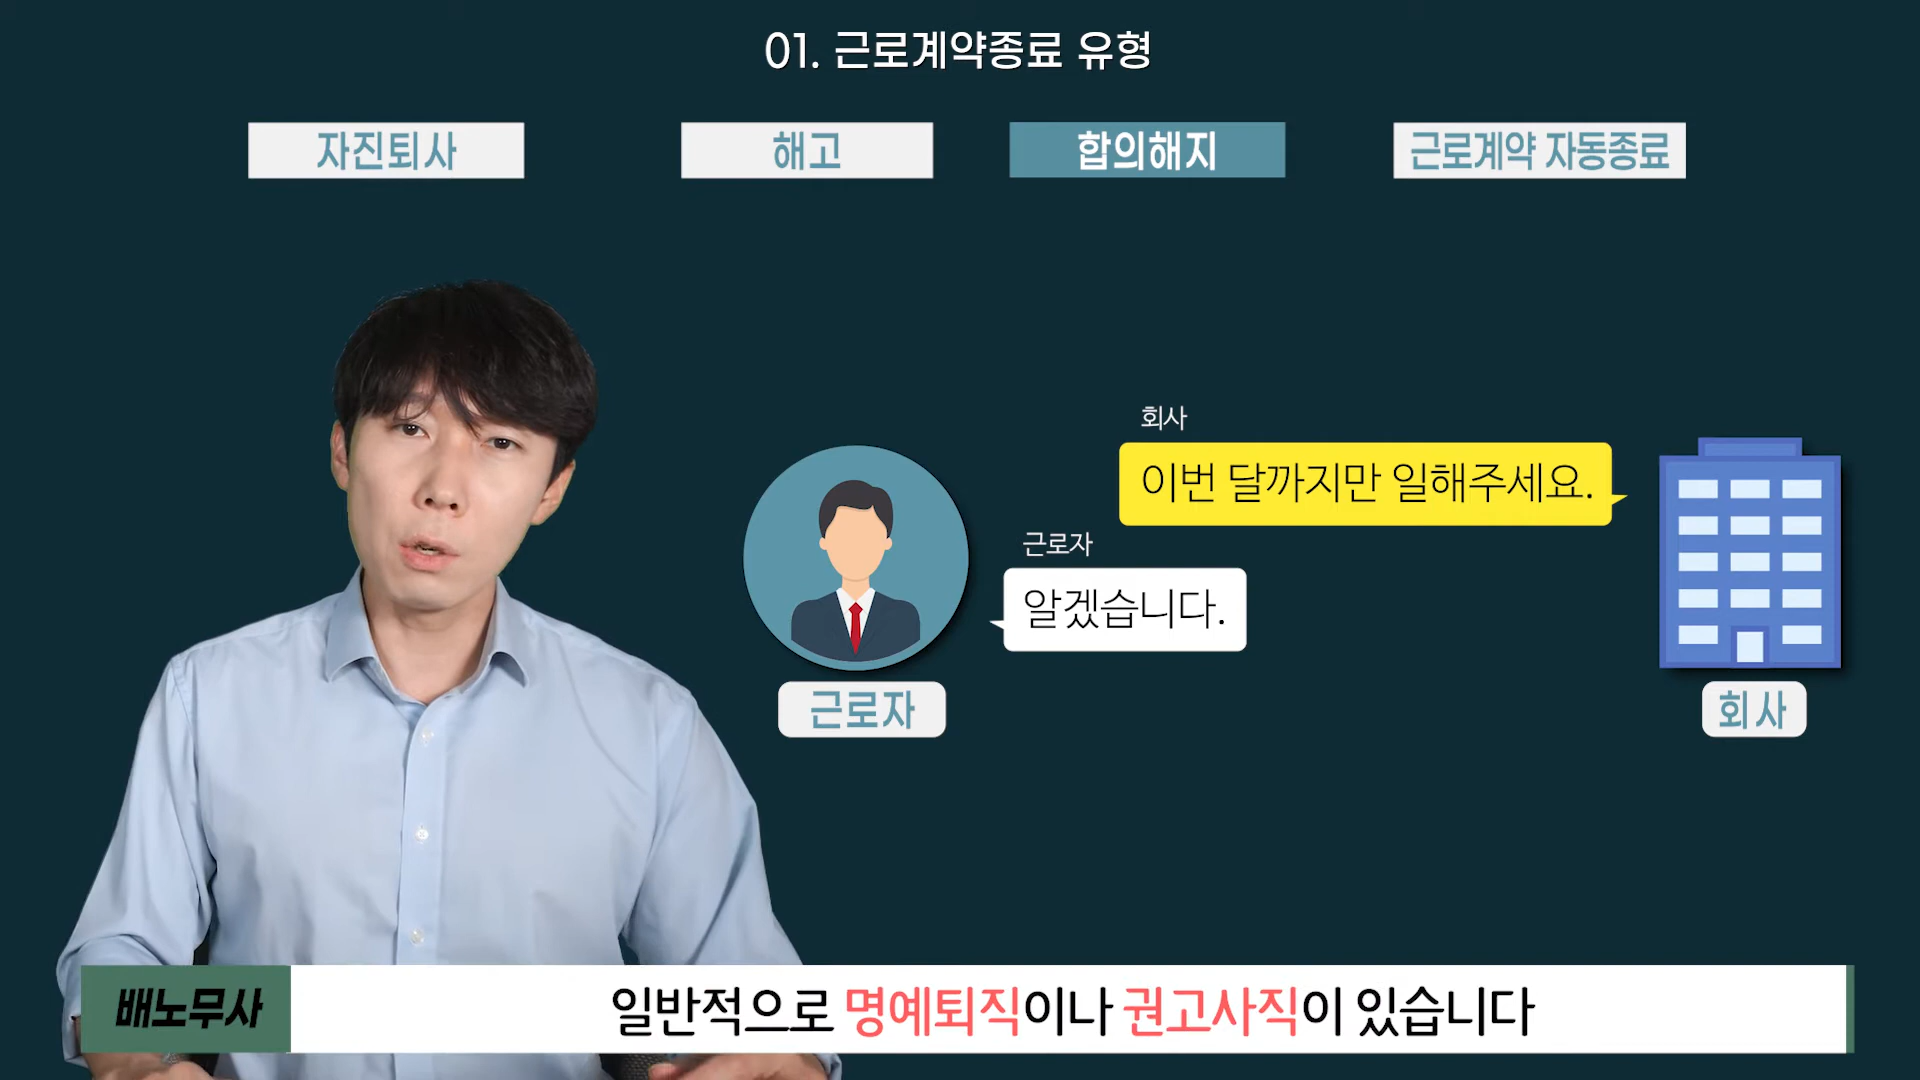 01. 근로계약종료 유형
자진퇴사
해고
합의해지
근로계약 자동종료
회사
이번 달까지만 일해주세요.
근로자
알겠습니다.
근로자
회사
배노무사
일반적으로 명예퇴직이나 권고사직이 있습니다